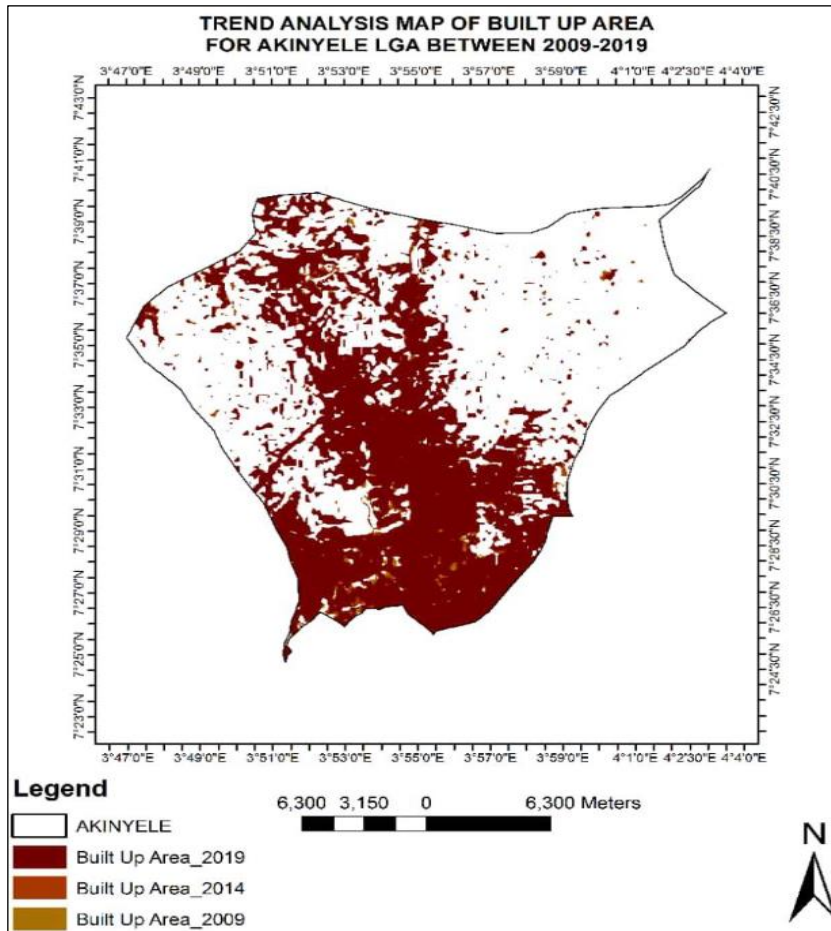 TREND ANALYSIS MAP OF BUILT UP AREA
FOR AKINYELE LGA BETWEEN 2009-2019
3°47'0"E 3°49'0"E 3°51'0"E 3°53'0"E 3°55'0"E 3°57'0"E 3°59'0"E 4°1'0"E 4°2'30"E 4°4'0"E
7°43'0"N
7°41'0"N
7°39'0"N
7°37'0"N
7°35'0"N
7°33'0"N
7°31'0"N
7°29'0"N
7°27'0"N
7°25'0"N
7°23'0"N
7°42'30"N
7°40'30"N
7°38'30"N
7°36'30"N
7°34'30"N
7°32'30"N
7°30'30"N
7°28'30"N
7°26'30"N
7°24'30"N
3°47'0"E 3°49'0"E 3°51'0"E 3°53'0"E 3°55'0"E 3°57'0"E 3°59'0"E 4°1'0"E 4°2'30"E 4°4'0"E
Legend
AKINYELE
Built Up Area_2019
Built Up Area_2014
Built Up Area_2009
6,300 3,150 0 6,300 Meters
N